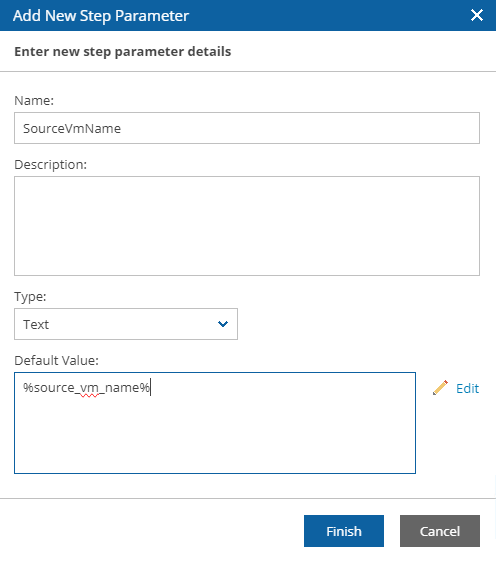 Add New Step Parameter
Enter new step parameter details
Name:
SourceVmName
Description:
Type:
Text
Default Value:
%source_vm_name%
Edit
Finish
Cancel